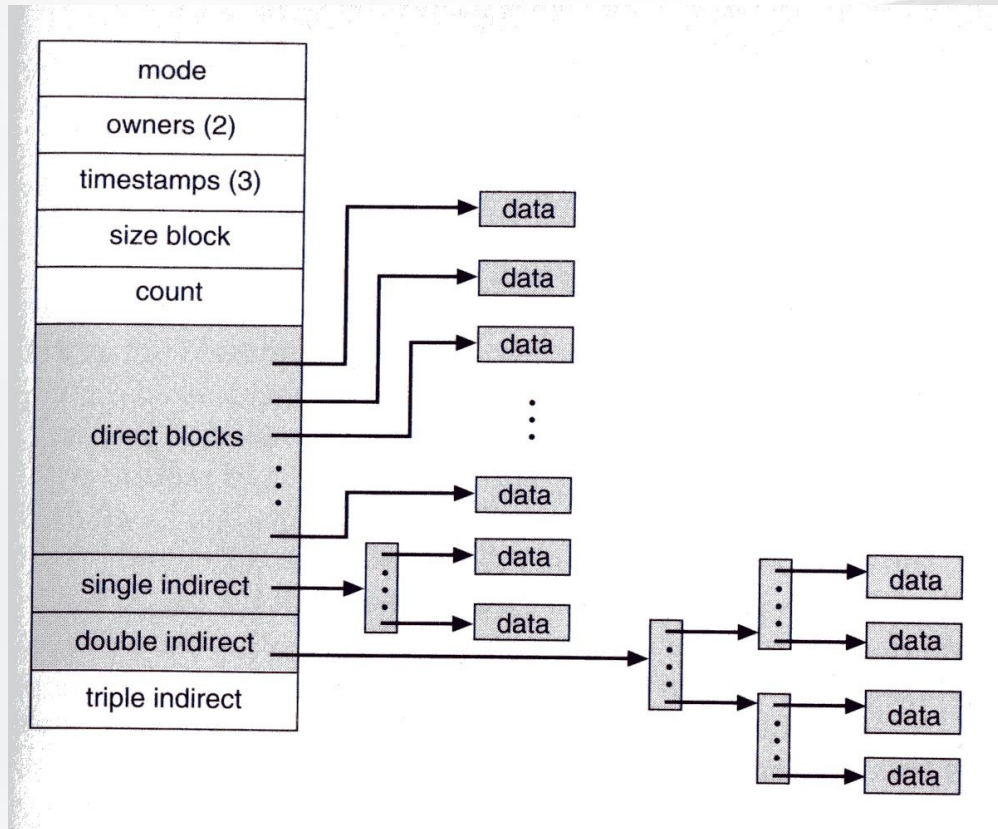 mode
owners (2)
timestamps (3)
size block
count
direct blocks
single indirect
double indirect
triple indirect
data
data
data
data
data
data
data
data
data
data